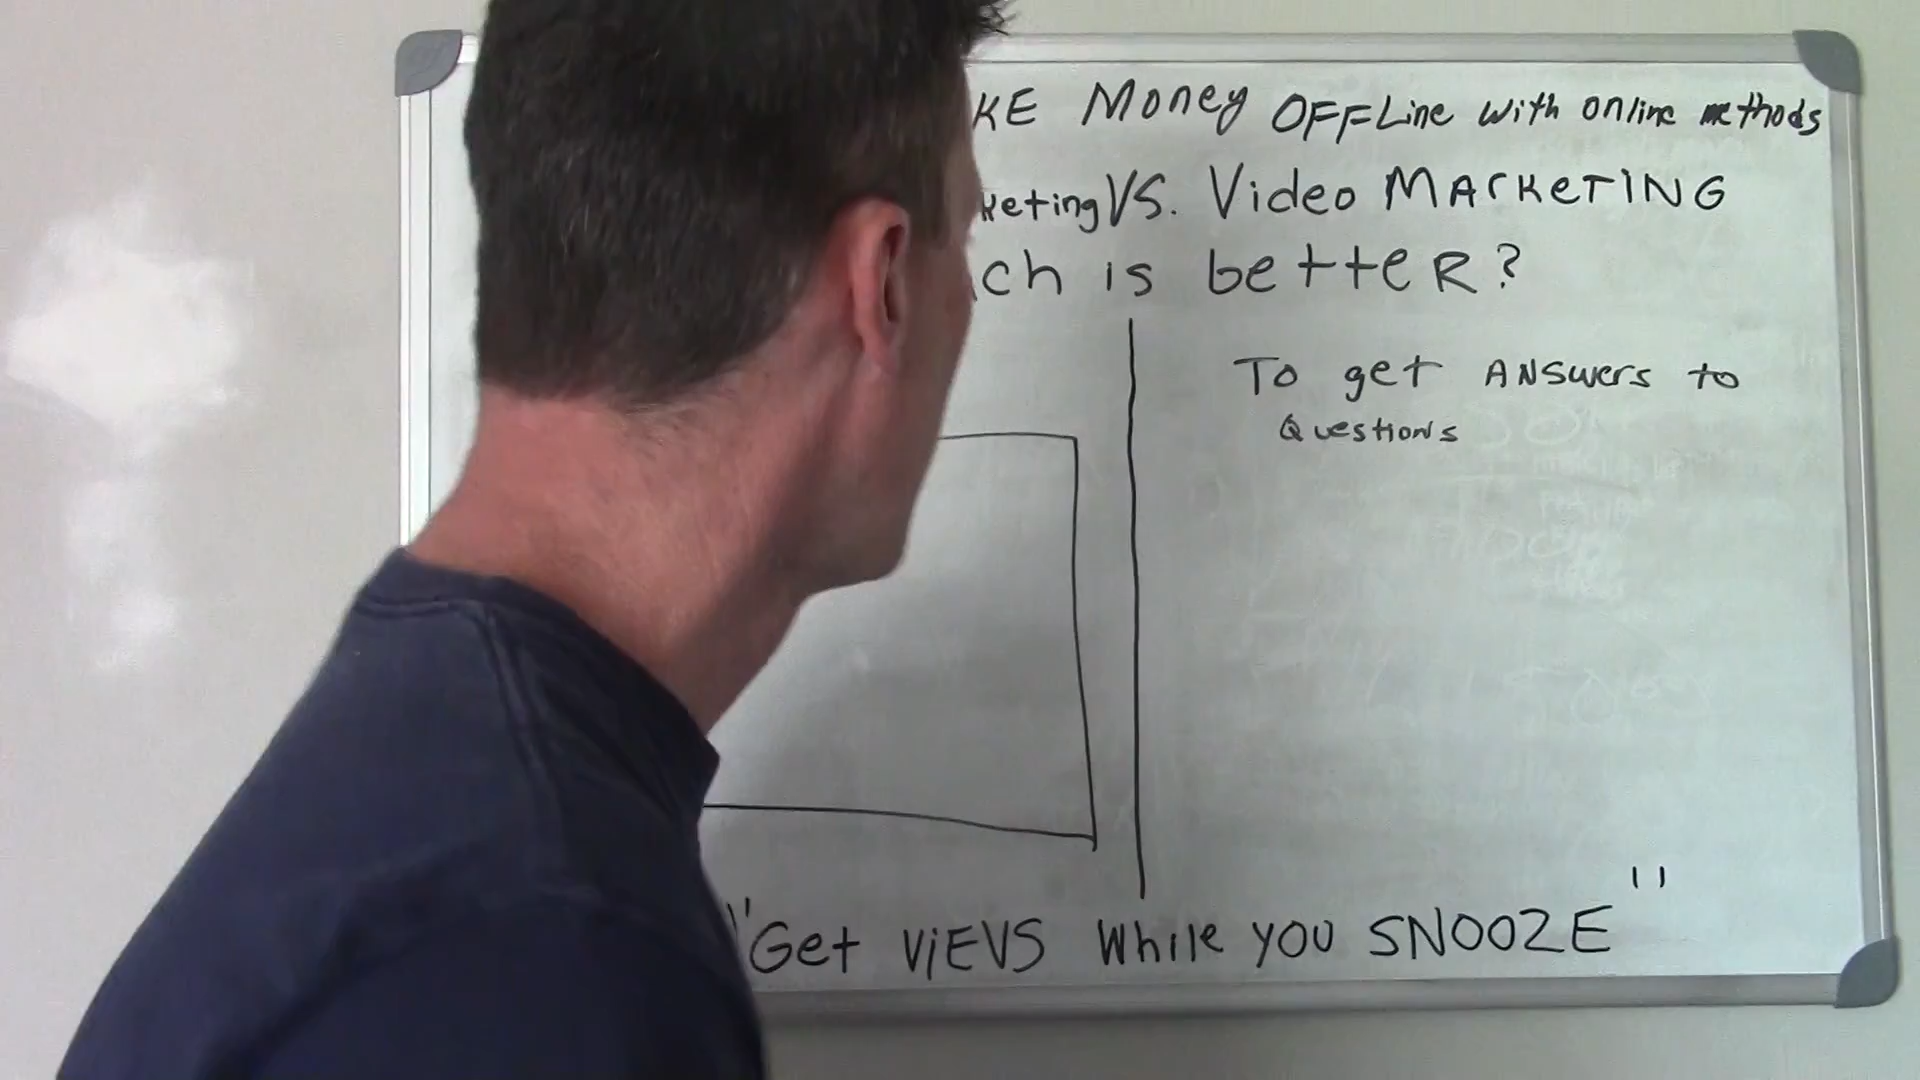 KE Money OFFLine with online methods
keting VS. Video MARKETING
ch is better?
To get ANSWERS to
Questions
"Get ViEVS While YOU SNOOZE"